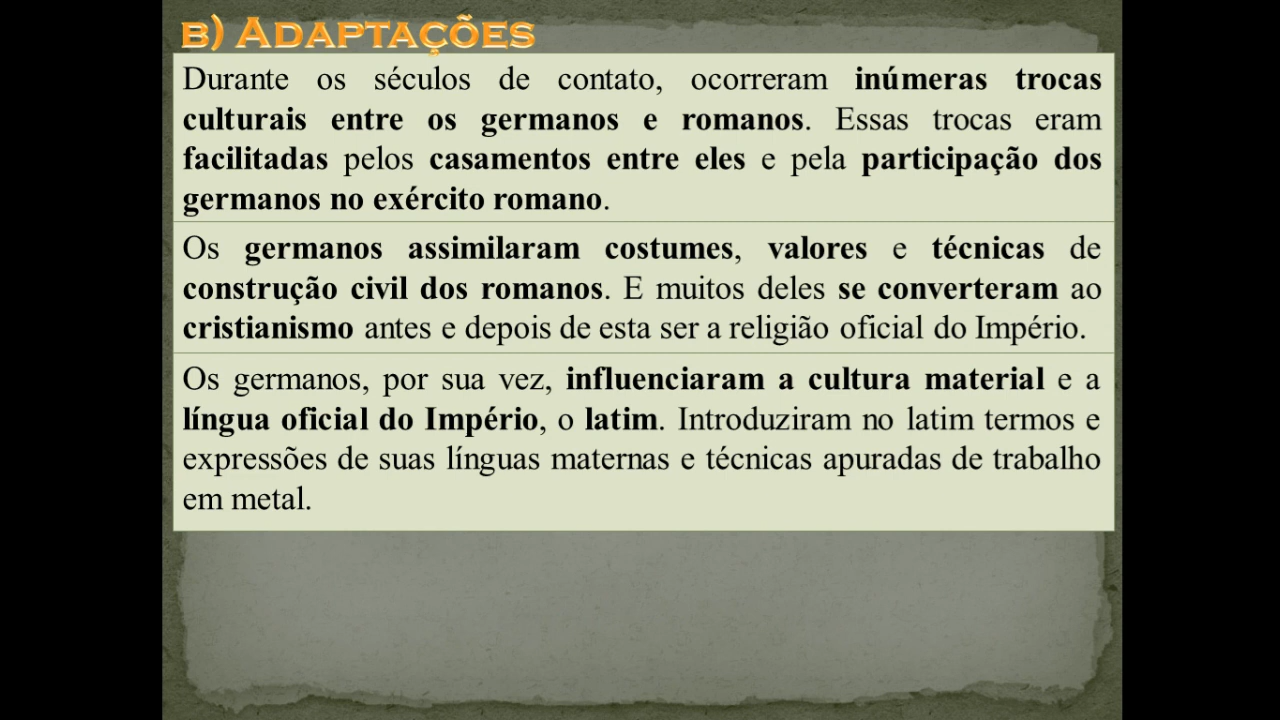 b) Adaptações
Durante os séculos de contato, ocorreram inúmeras trocas
culturais entre os germanos e romanos. Essas trocas eram
facilitadas pelos casamentos entre eles e pela participação dos
germanos no exército romano.
Os germanos assimilaram costumes, valores e técnicas de
construção civil dos romanos. E muitos deles se converteram ao
cristianismo antes e depois de esta ser a religião oficial do Império.
Os germanos, por sua vez, influenciaram a cultura material e a
língua oficial do Império, o latim. Introduziram no latim termos e
expressões de suas línguas maternas e técnicas apuradas de trabalho
em metal.